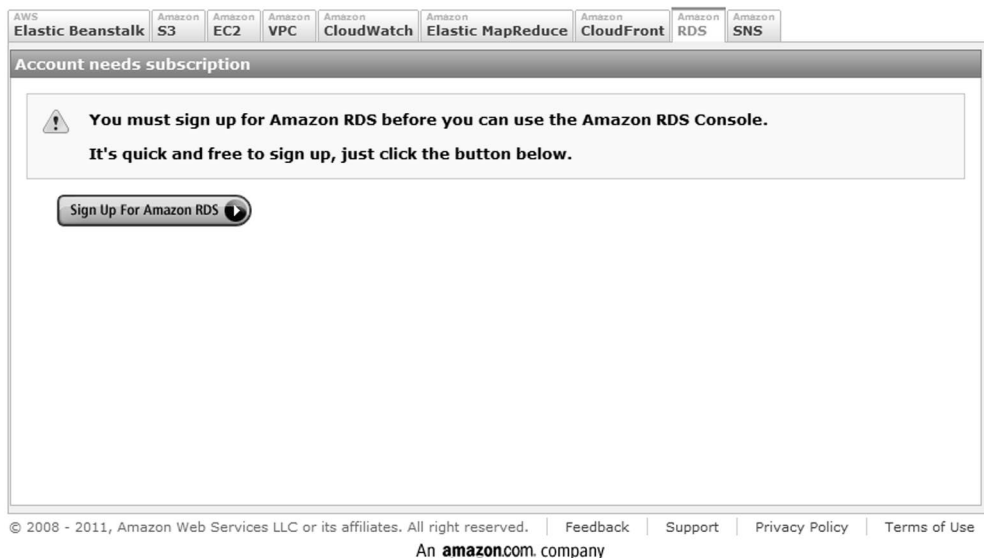 AWS Amazon Amazon Amazon Amazon Amazon Amazon Amazon Amazon
Elastic Beanstalk S3 EC2 VPC CloudWatch Elastic MapReduce CloudFront RDS SNS
Account needs subscription
You must sign up for Amazon RDS before you can use the Amazon RDS Console.
It's quick and free to sign up, just click the button below.
Sign Up For Amazon RDS
© 2008 - 2011, Amazon Web Services LLC or its affiliates. All right reserved. Feedback Support Privacy Policy Terms of Use
An amazon.com. company